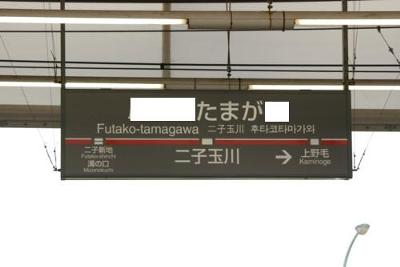 たまが
Futako-tamagawa 二子玉川 후타코타마가와
二子新地
Futako-shinchi
溝の口
Mizonokuchi
二子玉川
→
上野毛
Kaminoge